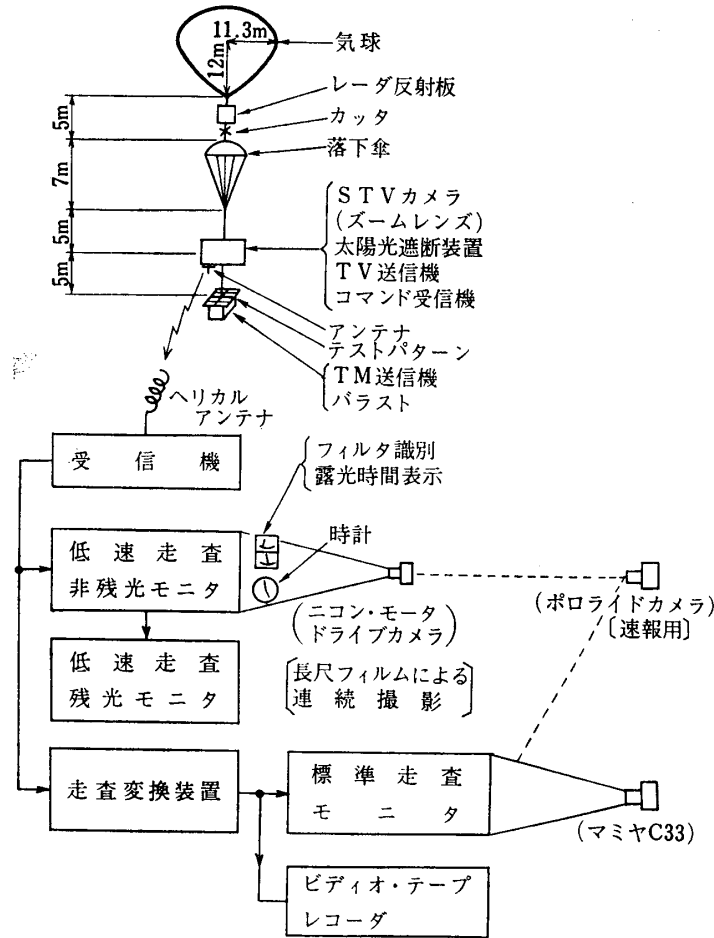 11.3m
12m
気球
レーダ反射板
カッタ
落下傘
5m
7m
5m
5m
STVカメラ
(ズームレンズ)
太陽光遮断装置
TV送信機
コマンド受信機
アンテナ
テストパターン
TM送信機
バラスト
ヘリカル
アンテナ
受信機
フィルタ識別
露光時間表示
時計
低速走査
非残光モニタ
(ニコン・モータ
ドライブカメラ)
(ポロライドカメラ)
〔速報用〕
低速走査
残光モニタ
〔長尺フィルムによる
連続撮影〕
走査変換装置
標準走査
モニタ
(マミヤC33)
ビディオ・テープ
レコーダ